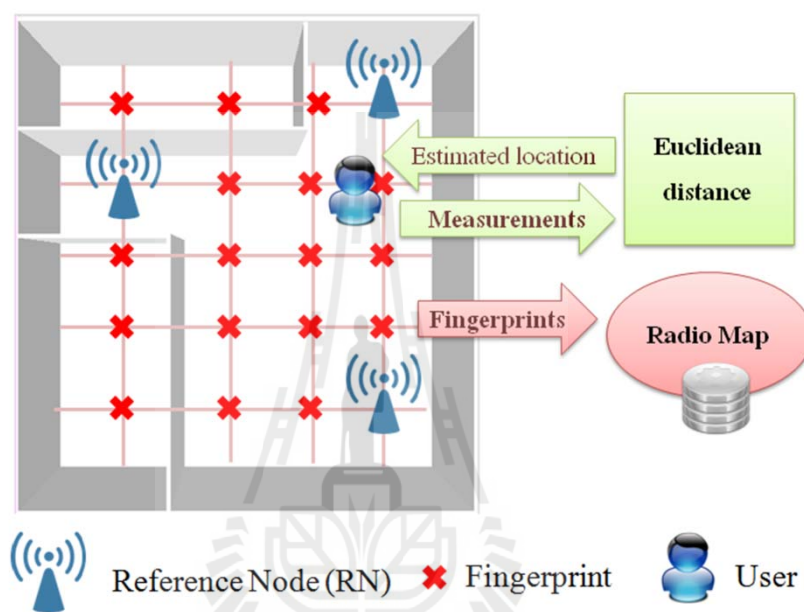 Estimated location
Euclidean
distance
Measurements
Fingerprints
Radio Map
Reference Node (RN)
Fingerprint
User